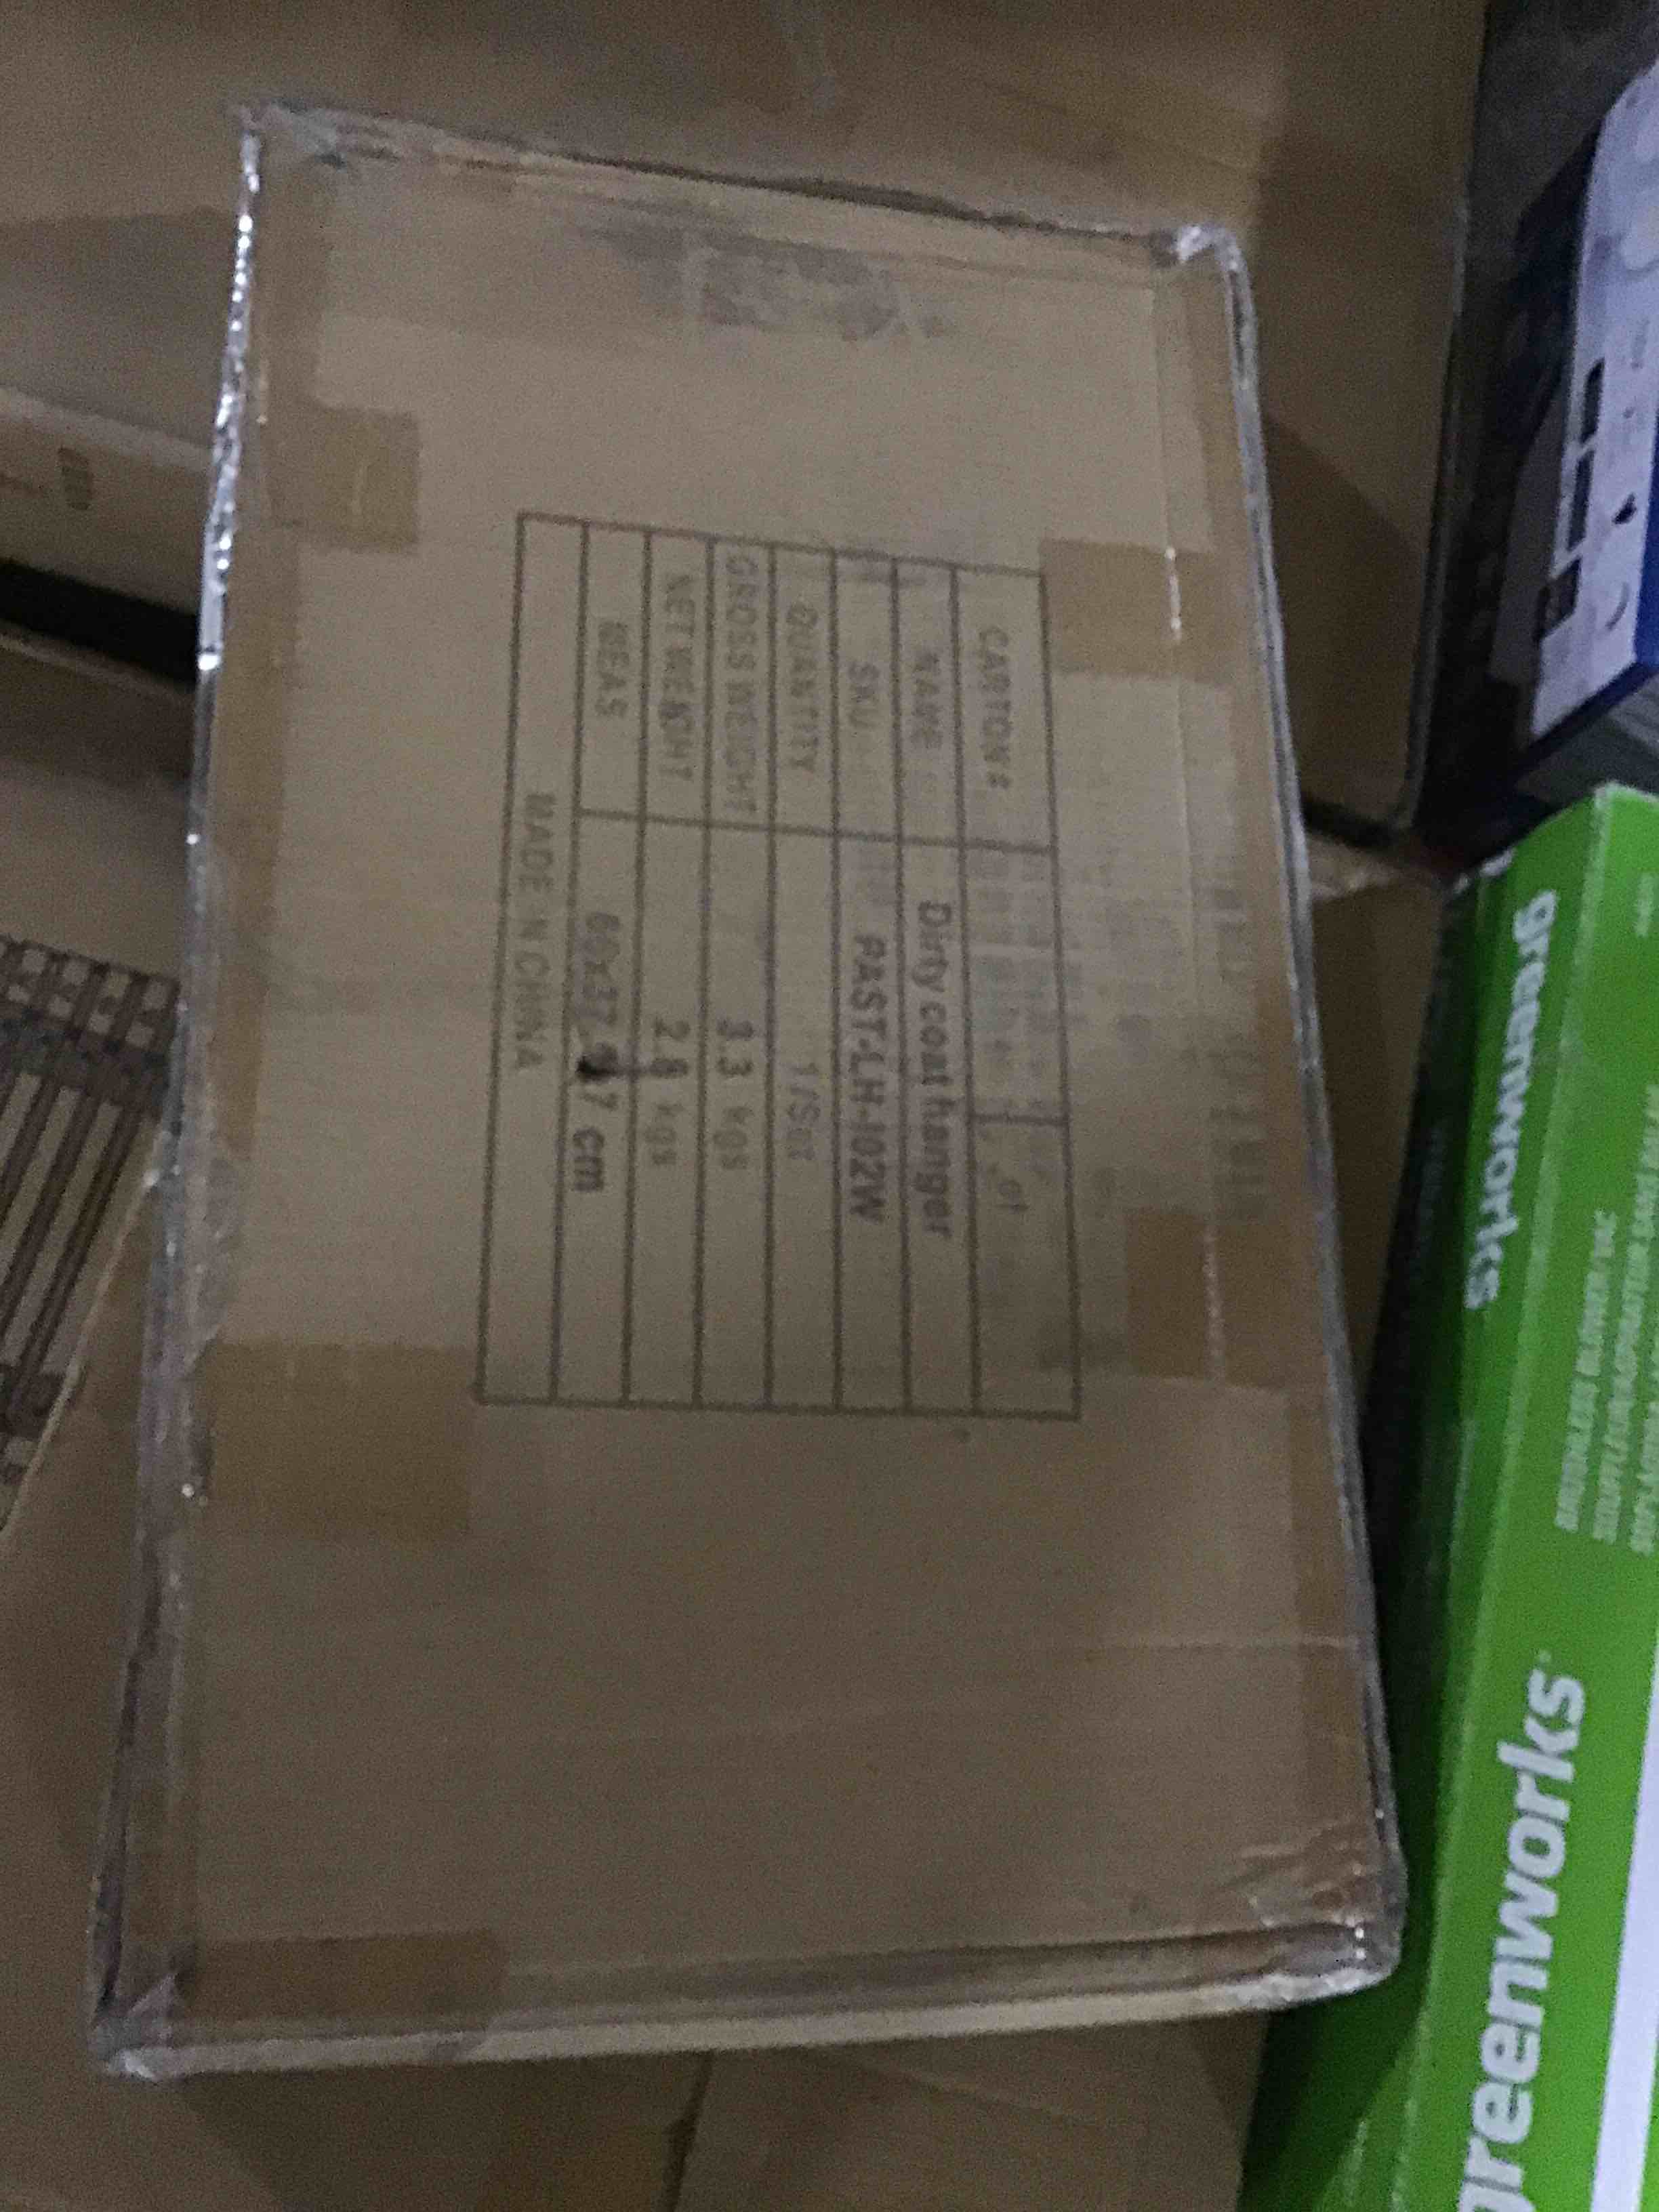 CARTON#
of
NAME
Dirty coat hanger
SKU
PAST-LH-102W
QUANTITY
1/Set
GROSS WEIGHT
3.3 kgs
NET WEIGHT
2.8 kgs
MEAS
cm
MADE IN CHINA
greenworks
greenworks